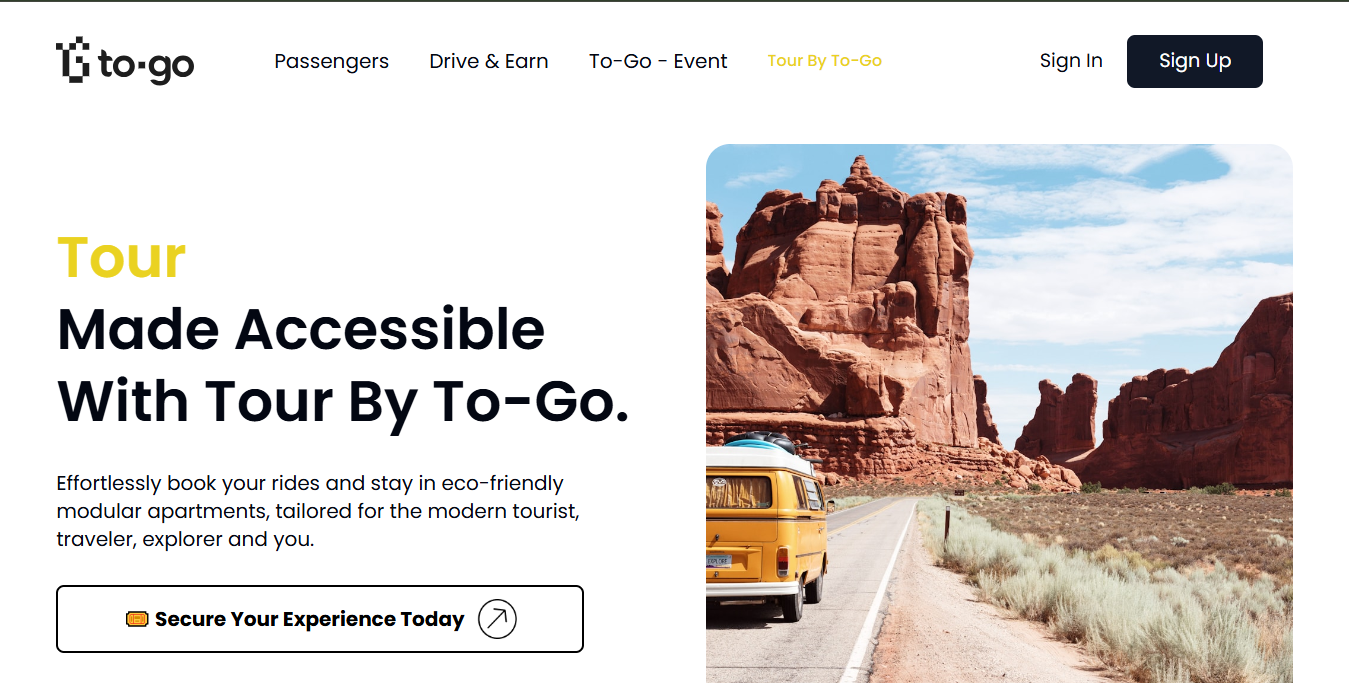 to·go
Passengers
Drive & Earn
To-Go - Event
Tour By To-Go
Sign In
Sign Up
Tour
Made Accessible
With Tour By To-Go.
Effortlessly book your rides and stay in eco-friendly
modular apartments, tailored for the modern tourist,
traveler, explorer and you.
🎟️ Secure Your Experience Today
EXPLORE